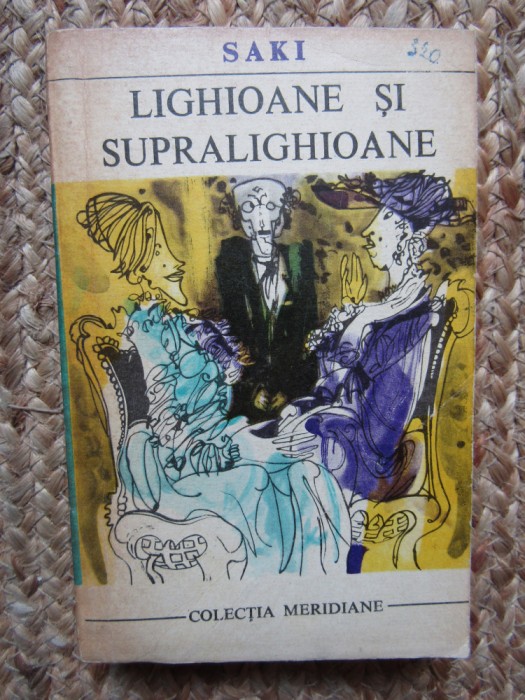 SAKI
320
LIGHIOANE ȘI
SUPRALIGHIOANE
COLECȚIA MERIDIANE